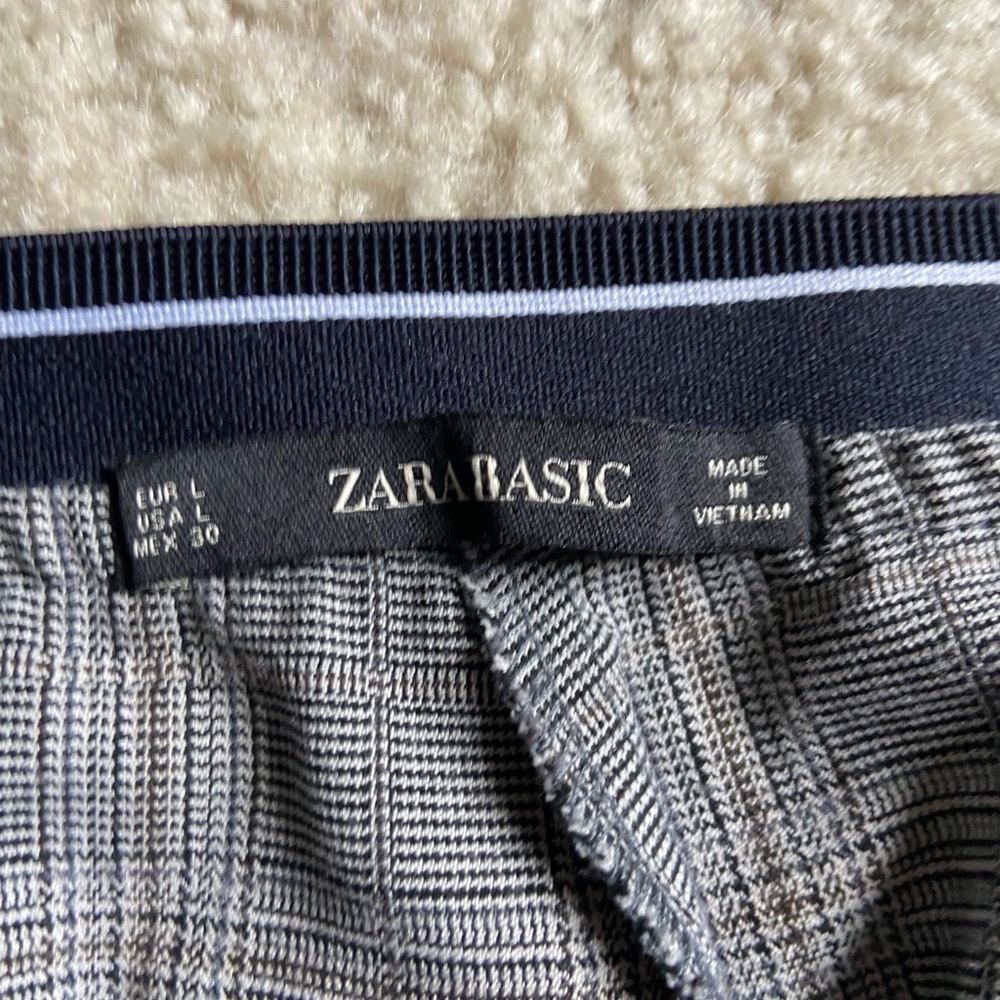 EUR L
USA L
MEX 30
ZARABASIC
MADE
IN
VIETNAM